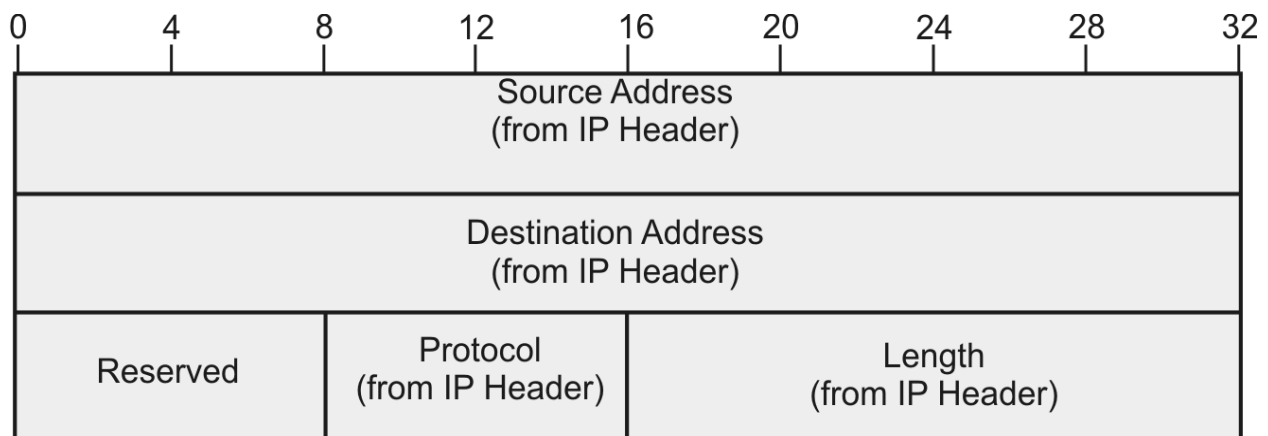 0 4 8 12 16 20 24 28 32
Source Address
(from IP Header)
Destination Address
(from IP Header)
Reserved
Protocol
(from IP Header)
Length
(from IP Header)